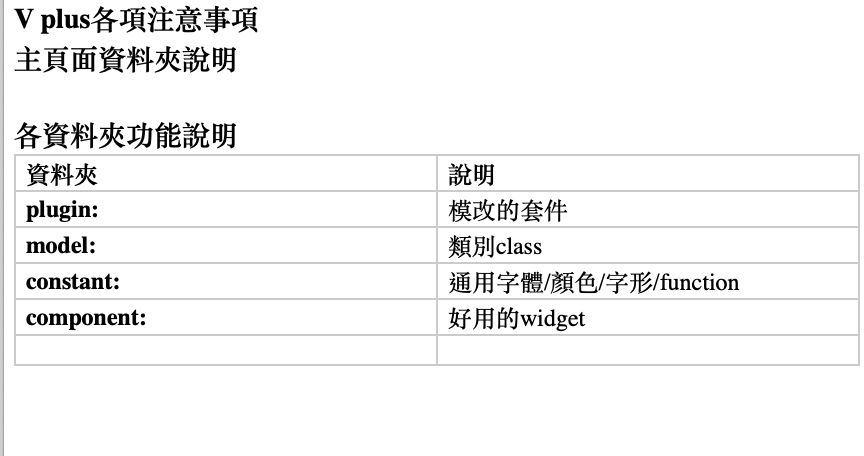 V plus各項注意事項
主頁面資料夾說明
各資料夾功能說明
資料夾 說明
plugin: 模改的套件
model: 類別class
constant: 通用字體/顏色/字形/function
component: 好用的widget